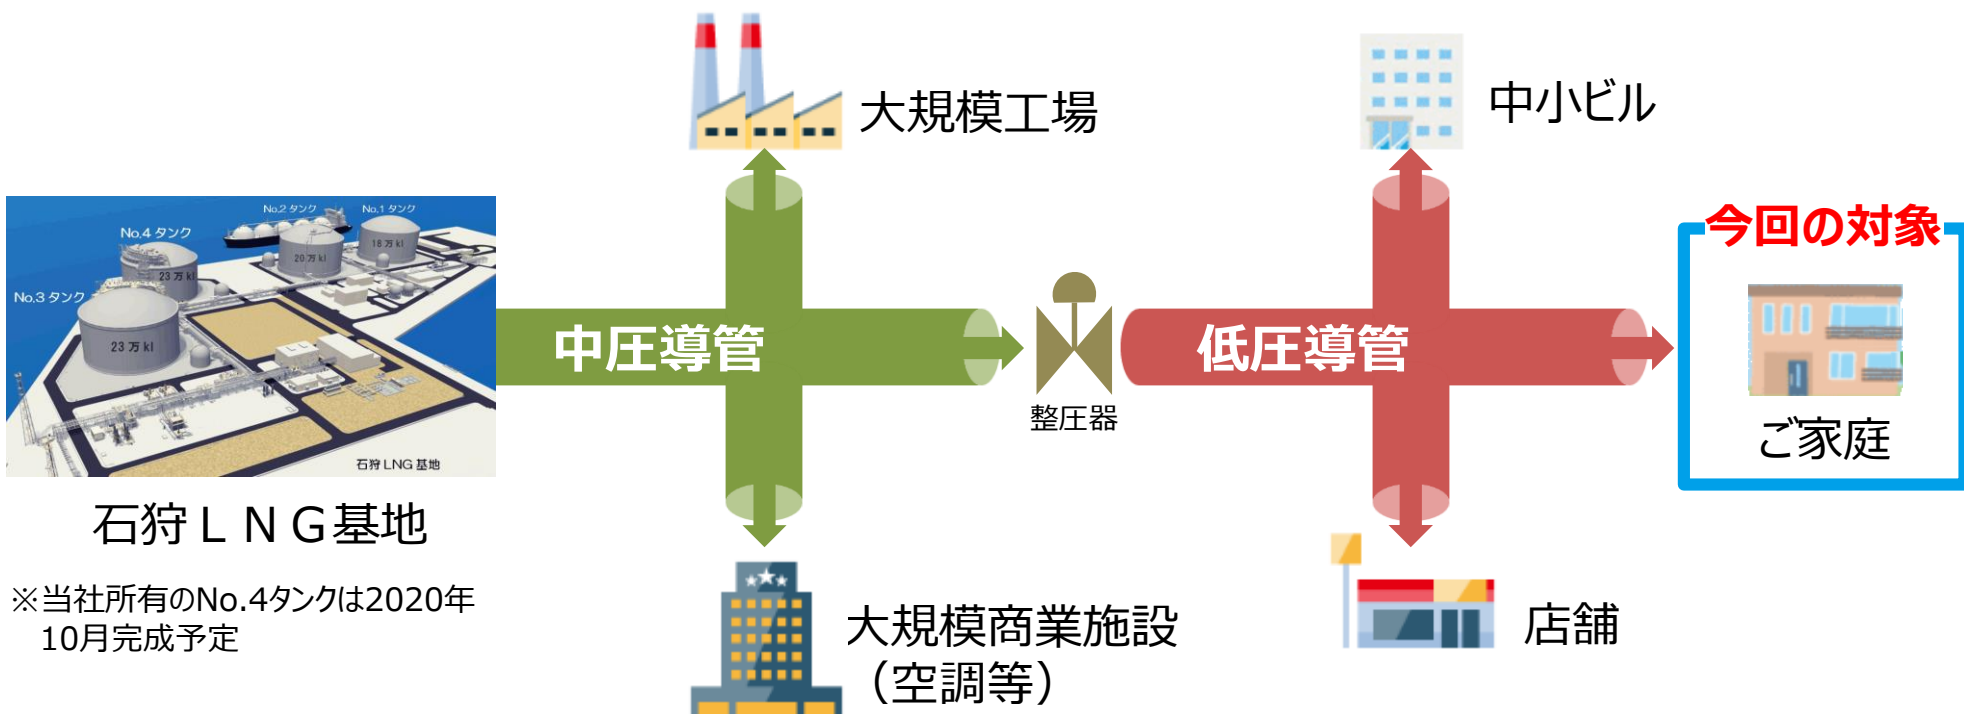 大規模工場
中小ビル
No.2 タンク
No.1 タンク
No.4 タンク
18万kl
20万kl
23万kl
No.3 タンク
23万kl
石狩LNG基地
今回の対象
中圧導管
低圧導管
整圧器
ご家庭
石狩LNG基地
※当社所有のNo.4タンクは2020年
10月完成予定
大規模商業施設
（空調等）
店舗